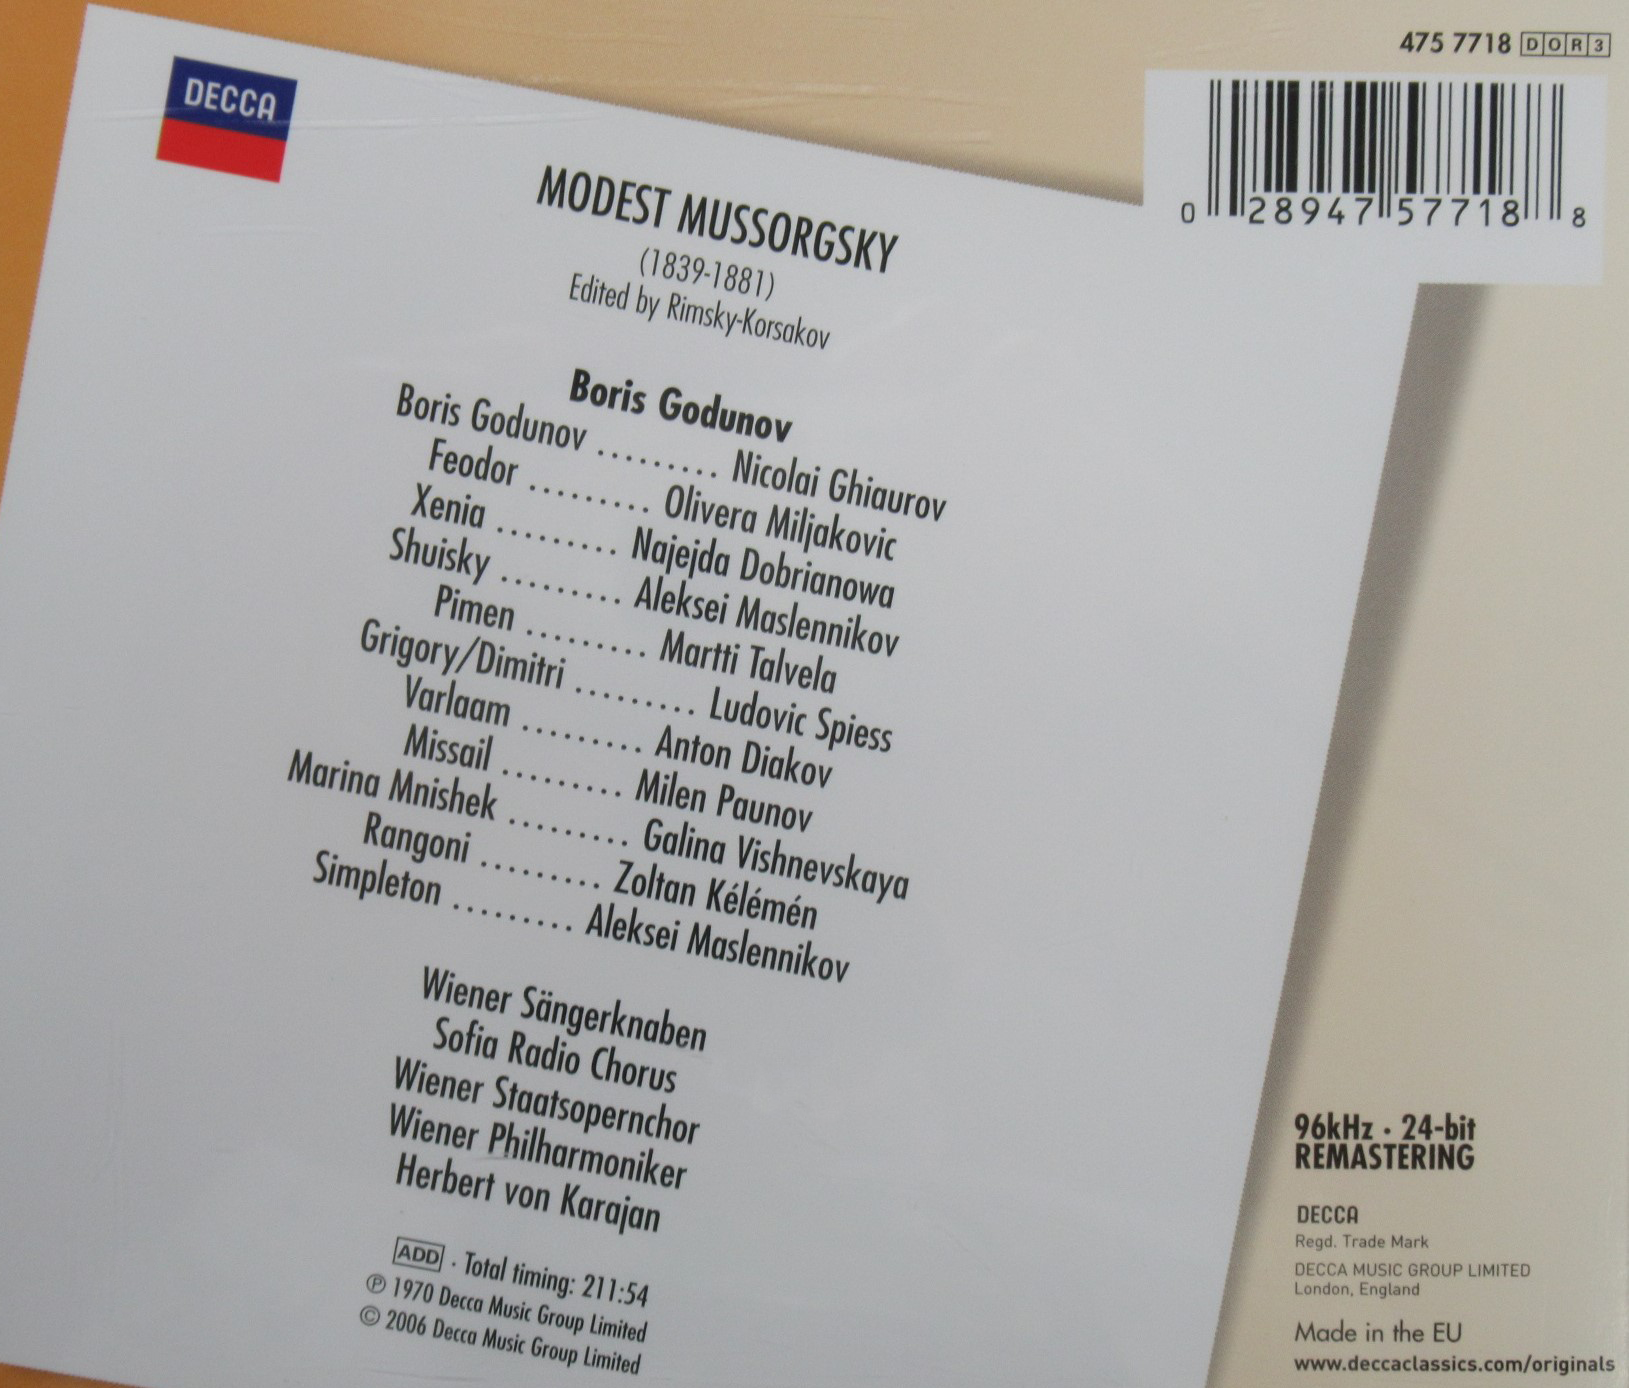 475 7718 DOR3
0 28947 57718 8
DECCA
MODEST MUSSORGSKY
(1839-1881)
Edited by Rimsky-Korsakov
Boris Godunov
Boris Godunov ......... Nicolai Ghiaurov
Feodor ......... Olivera Miljakovic
Xenia ......... Najejda Dobrianowa
Shuisky ......... Aleksei Maslennikov
Pimen ......... Martti Talvela
Grigory/Dimitri ......... Ludovic Spiess
Varlaam ......... Anton Diakov
Missail ......... Milen Paunov
Marina Mnishek ......... Galina Vishnevskaya
Rangoni ......... Zoltan Kélémén
Simpleton ......... Aleksei Maslennikov
Wiener Sängerknaben
Sofia Radio Chorus
Wiener Staatsopernchor
Wiener Philharmoniker
Herbert von Karajan
ADD · Total timing: 211:54
℗ 1970 Decca Music Group Limited
© 2006 Decca Music Group Limited
96kHz · 24-bit
REMASTERING
DECCA
Regd. Trade Mark
DECCA MUSIC GROUP LIMITED
London, England
Made in the EU
www.deccaclassics.com/originals